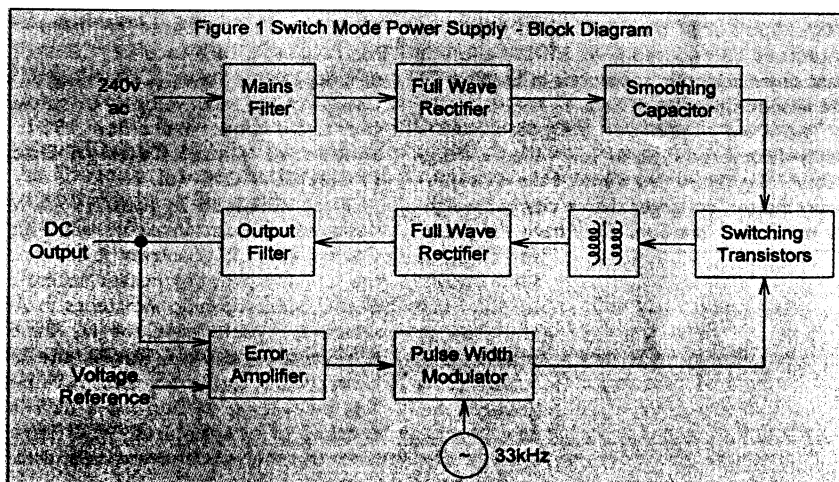 Figure 1 Switch Mode Power Supply - Block Diagram
240v
ac
Mains
Filter
Full Wave
Rectifier
Smoothing
Capacitor
DC
Output
Output
Filter
Full Wave
Rectifier
Switching
Transistors
Error
Amplifier
Pulse Width
Modulator
Voltage
Reference
~
33kHz